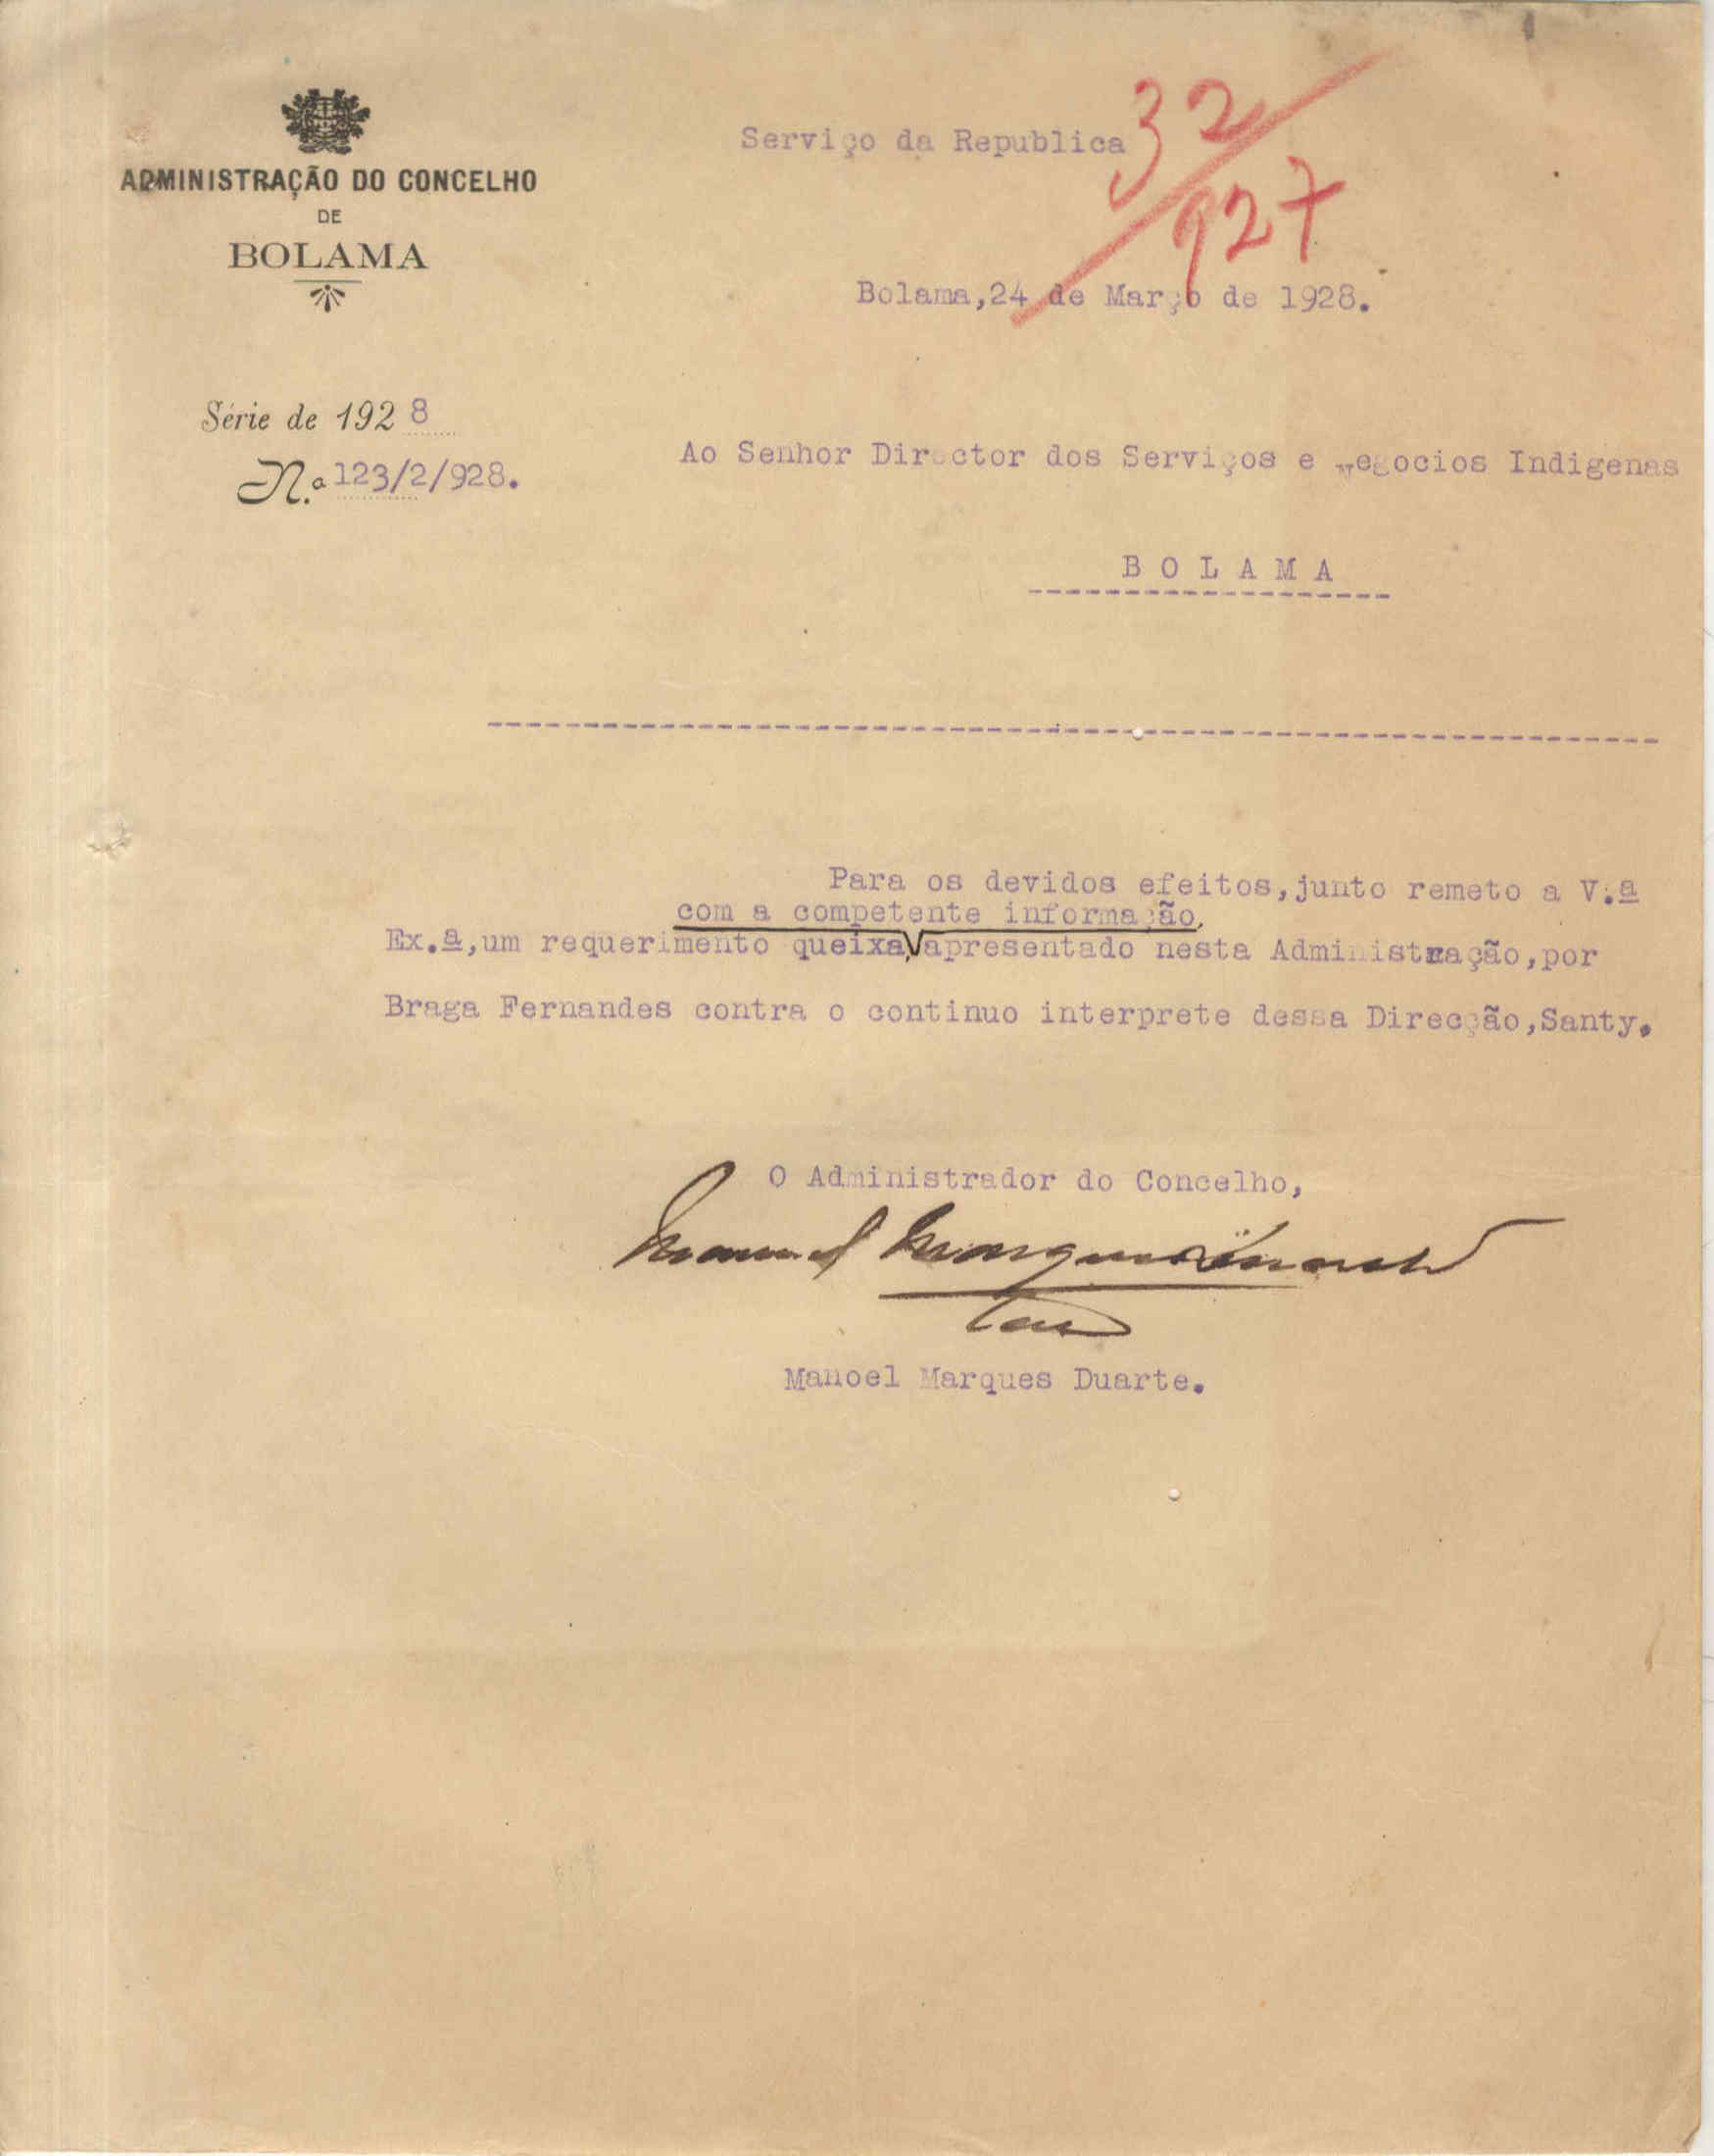 ADMINISTRAÇÃO DO CONCELHO
DE
BOLAMA
Serviço da Republica
32/927
Bolama,24 de Março de 1928.
Série de 1928
N.º 123/2/928.
Ao Senhor Director dos Serviços e Negocios Indigenas
B O L A M A
Para os devidos efeitos,junto remeto a V.ª
com a competente informação,
Ex.ª,um requerimento queixa, apresentado nesta Administração,por
Braga Fernandes contra o continuo interprete dessa Direcção,Santy.
O Administrador do Concelho,
Manuel Marques Duarte
Manoel Marques Duarte.